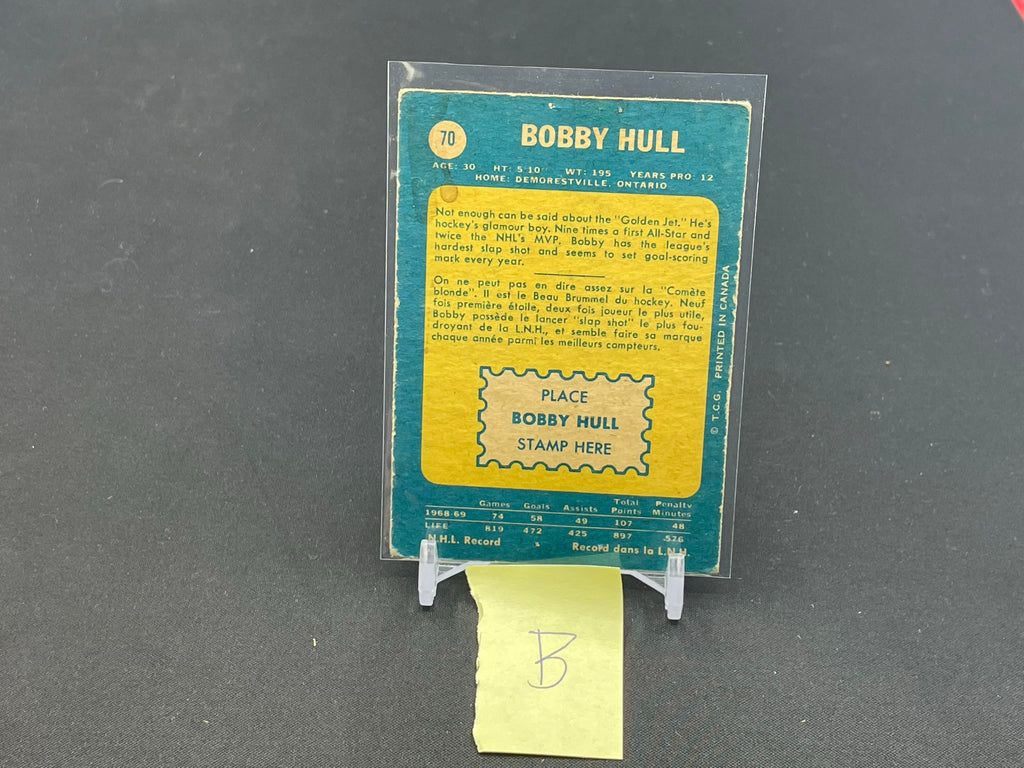 70
BOBBY HULL
AGE: 30 HT: 5'10" WT: 195 YEARS PRO 12
HOME: DEMORESTVILLE, ONTARIO
Not enough can be said about the "Golden Jet." He's
hockey's glamour boy. Nine times a first All-Star and
twice the NHL's MVP, Bobby has the league's
hardest slap shot and seems to set goal-scoring
mark every year.
On ne peut pas en dire assez sur la "Comète
blonde". Il est le Beau Brummel du hockey. Neuf
fois première étoile, deux fois joueur le plus utile,
Bobby possède le lancer "slap shot" le plus fou-
droyant de la L.N.H., et semble faire sa marque
chaque année parmi les meilleurs compteurs.
PLACE
BOBBY HULL
STAMP HERE
© T.C.G. PRINTED IN CANADA
Games Goals Assists Total Points Penalty Minutes
1968-69 74 58 49 107 48
LIFE 819 472 425 897 576
N.H.L. Record Record dans la L.N.H.
B